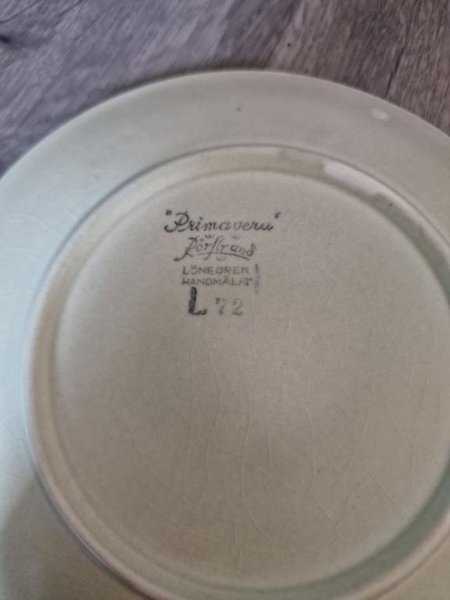 "Primavera"
Rörstrand
LÖNEGREN
HANDMÅLAT
L 72